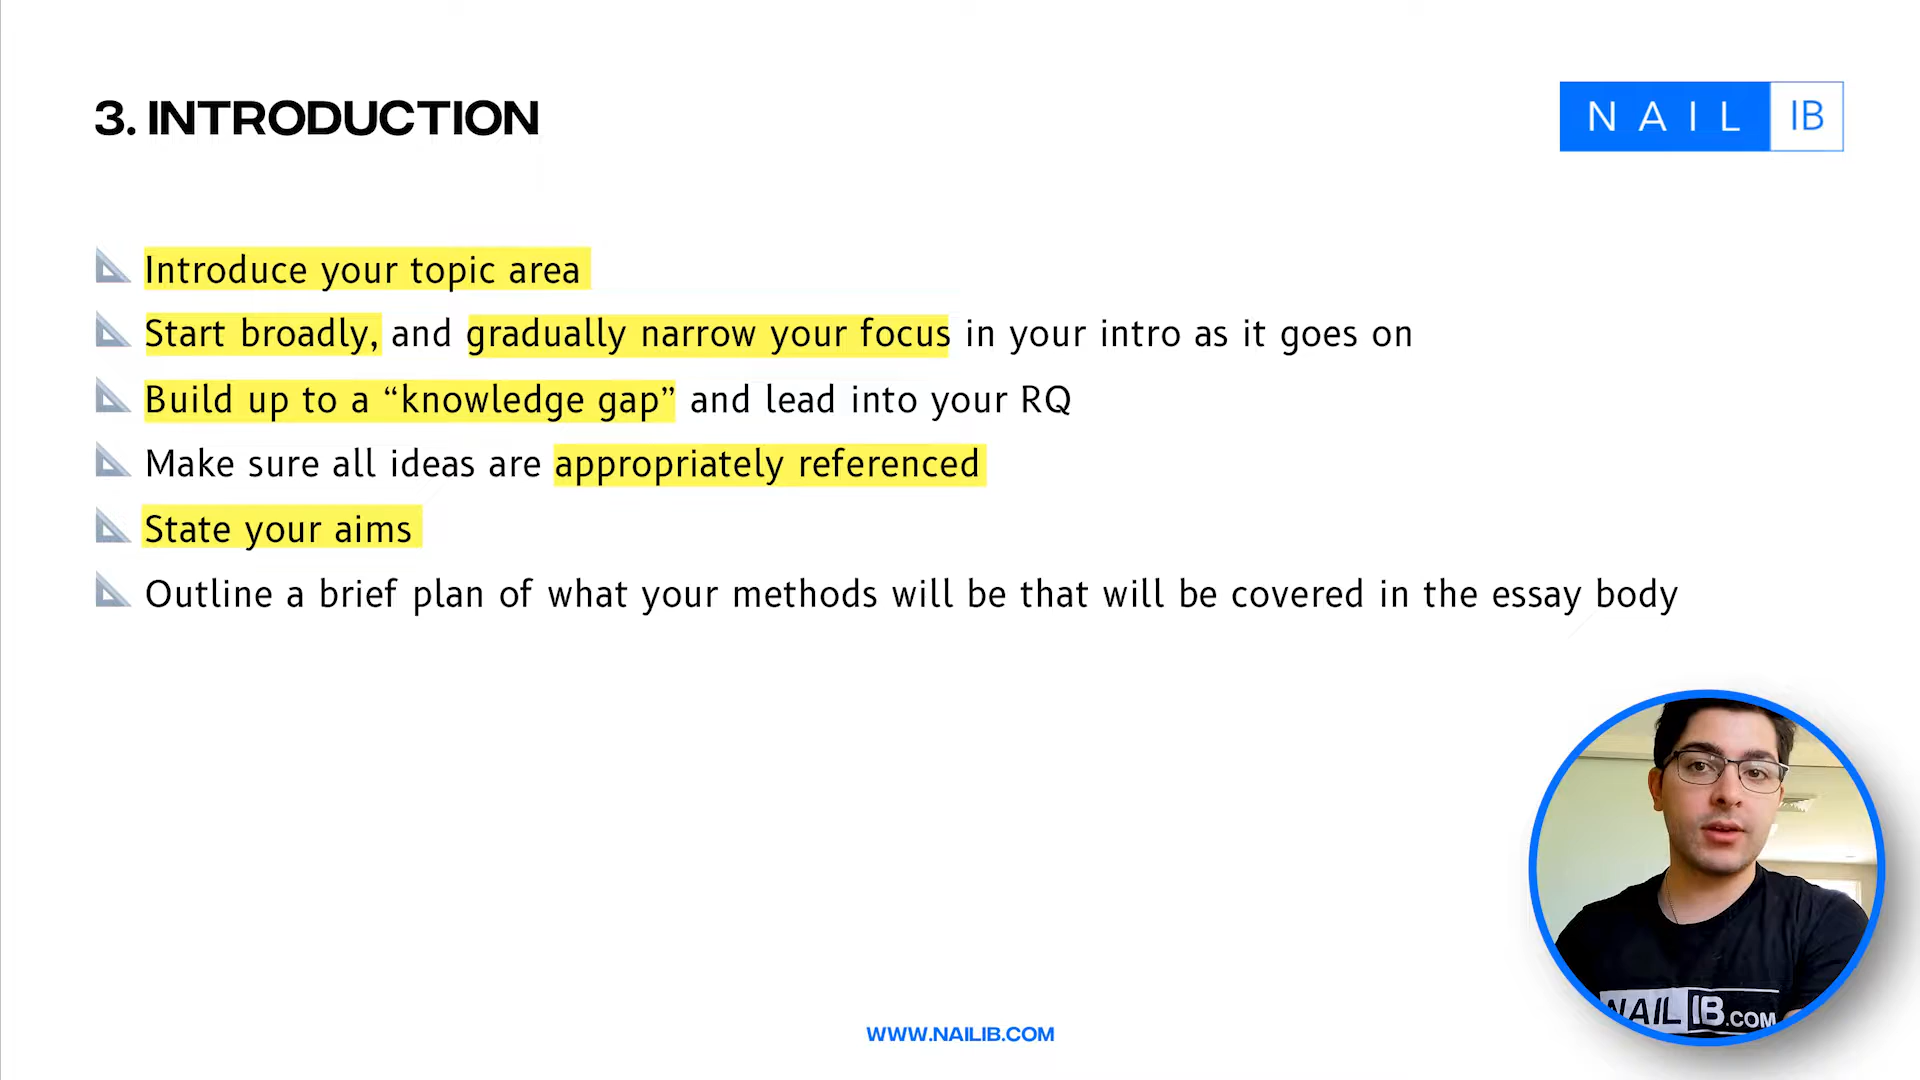 3. INTRODUCTION
NAIL IB
Introduce your topic area
Start broadly, and gradually narrow your focus in your intro as it goes on
Build up to a “knowledge gap” and lead into your RQ
Make sure all ideas are appropriately referenced
State your aims
Outline a brief plan of what your methods will be that will be covered in the essay body
NAIL IB.COM
WWW.NAILIB.COM